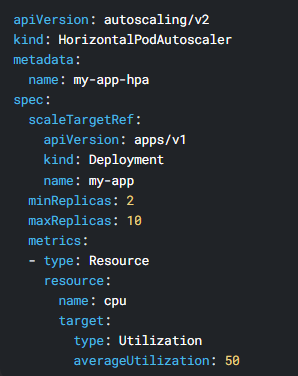 apiVersion: autoscaling/v2
kind: HorizontalPodAutoscaler
metadata:
  name: my-app-hpa
spec:
  scaleTargetRef:
    apiVersion: apps/v1
    kind: Deployment
    name: my-app
  minReplicas: 2
  maxReplicas: 10
  metrics:
  - type: Resource
    resource:
      name: cpu
      target:
        type: Utilization
        averageUtilization: 50